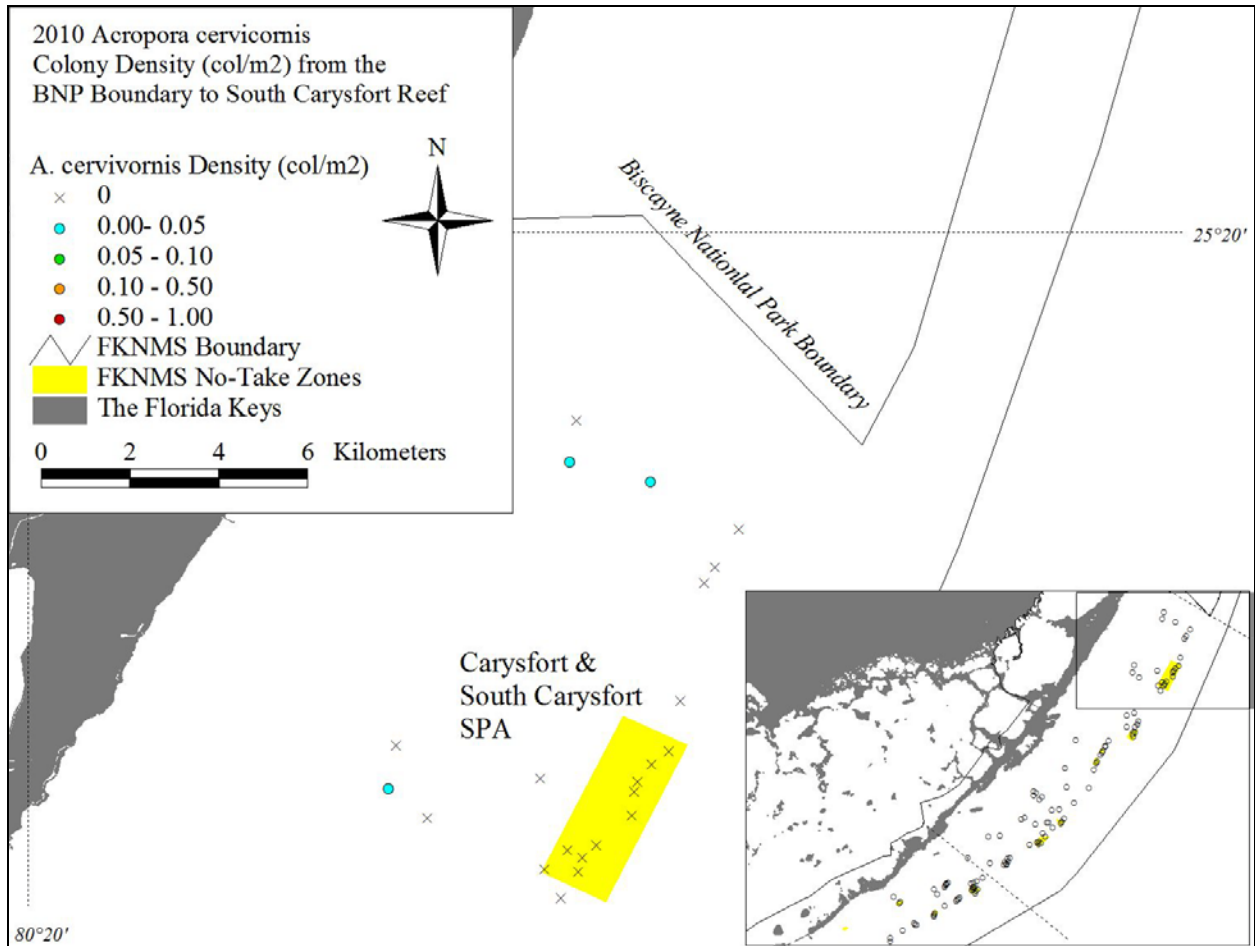 2010 Acropora cervicornis
Colony Density (col/m2) from the
BNP Boundary to South Carysfort Reef
A. cervivornis Density (col/m2)
N
0
0.00- 0.05
0.05 - 0.10
0.10 - 0.50
0.50 - 1.00
FKNMS Boundary
FKNMS No-Take Zones
The Florida Keys
0 2 4 6 Kilometers
Biscayne Nationlal Park Boundary
25°20'
Carysfort &
South Carysfort
SPA
80°20'